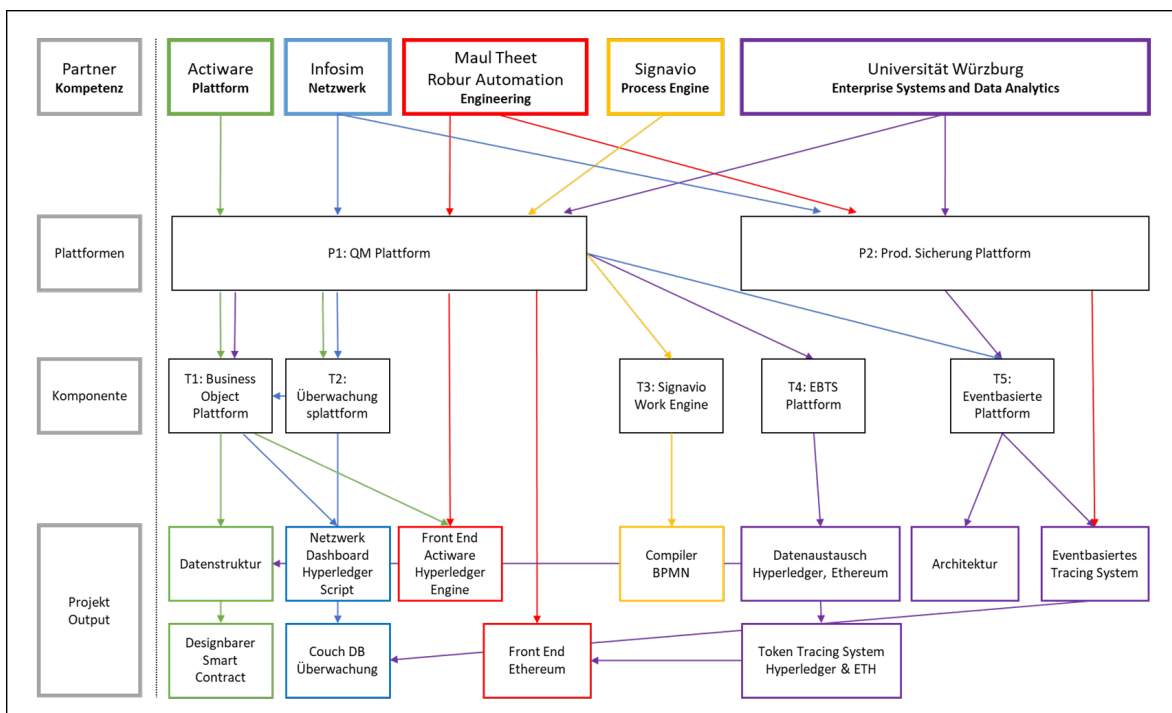 Partner
Kompetenz
Actiware
Plattform
Infosim
Netzwerk
Maul Theet
Robur Automation
Engineering
Signavio
Process Engine
Universität Würzburg
Enterprise Systems and Data Analytics
Plattformen
P1: QM Plattform
P2: Prod. Sicherung Plattform
Komponente
T1: Business
Object
Plattform
T2:
Überwachung
splattform
T3: Signavio
Work Engine
T4: EBTS
Plattform
T5:
Eventbasierte
Plattform
Projekt
Output
Datenstruktur
Netzwerk
Dashboard
Hyperledger
Script
Front End
Actiware
Hyperledger
Engine
Compiler
BPMN
Datenaustausch
Hyperledger, Ethereum
Architektur
Eventbasiertes
Tracing System
Designbarer
Smart
Contract
Couch DB
Überwachung
Front End
Ethereum
Token Tracing System
Hyperledger & ETH